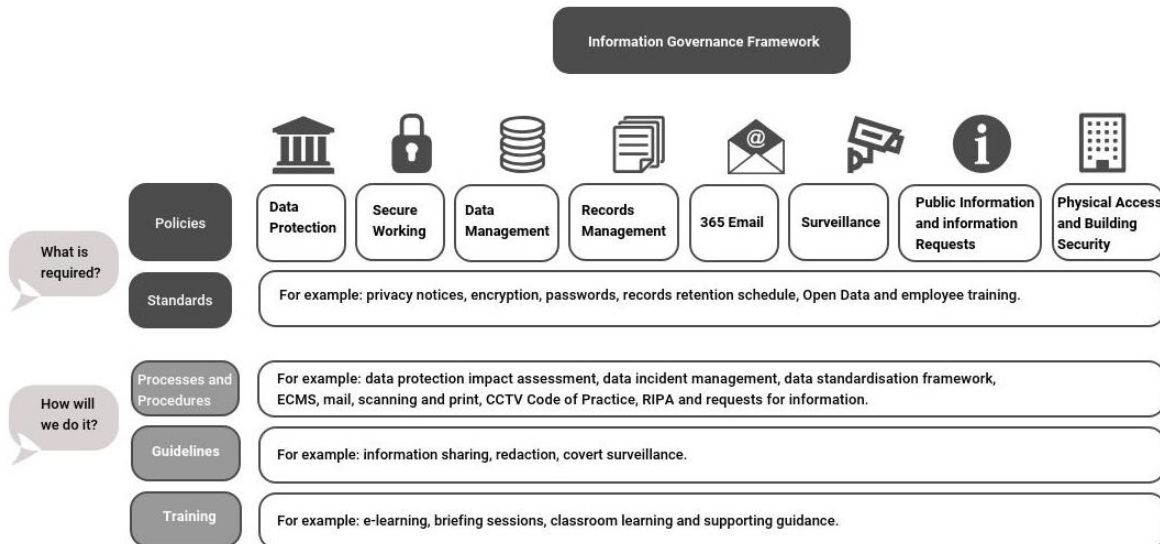 Information Governance Framework
@
i
Policies
Data
Protection
Secure
Working
Data
Management
Records
Management
365 Email
Surveillance
Public Information
and information
Requests
Physical Access
and Building
Security
What is
required?
Standards
For example: privacy notices, encryption, passwords, records retention schedule, Open Data and employee training.
Processes and
Procedures
For example: data protection impact assessment, data incident management, data standardisation framework,
ECMS, mail, scanning and print, CCTV Code of Practice, RIPA and requests for information.
How will
we do it?
Guidelines
For example: information sharing, redaction, covert surveillance.
Training
For example: e-learning, briefing sessions, classroom learning and supporting guidance.